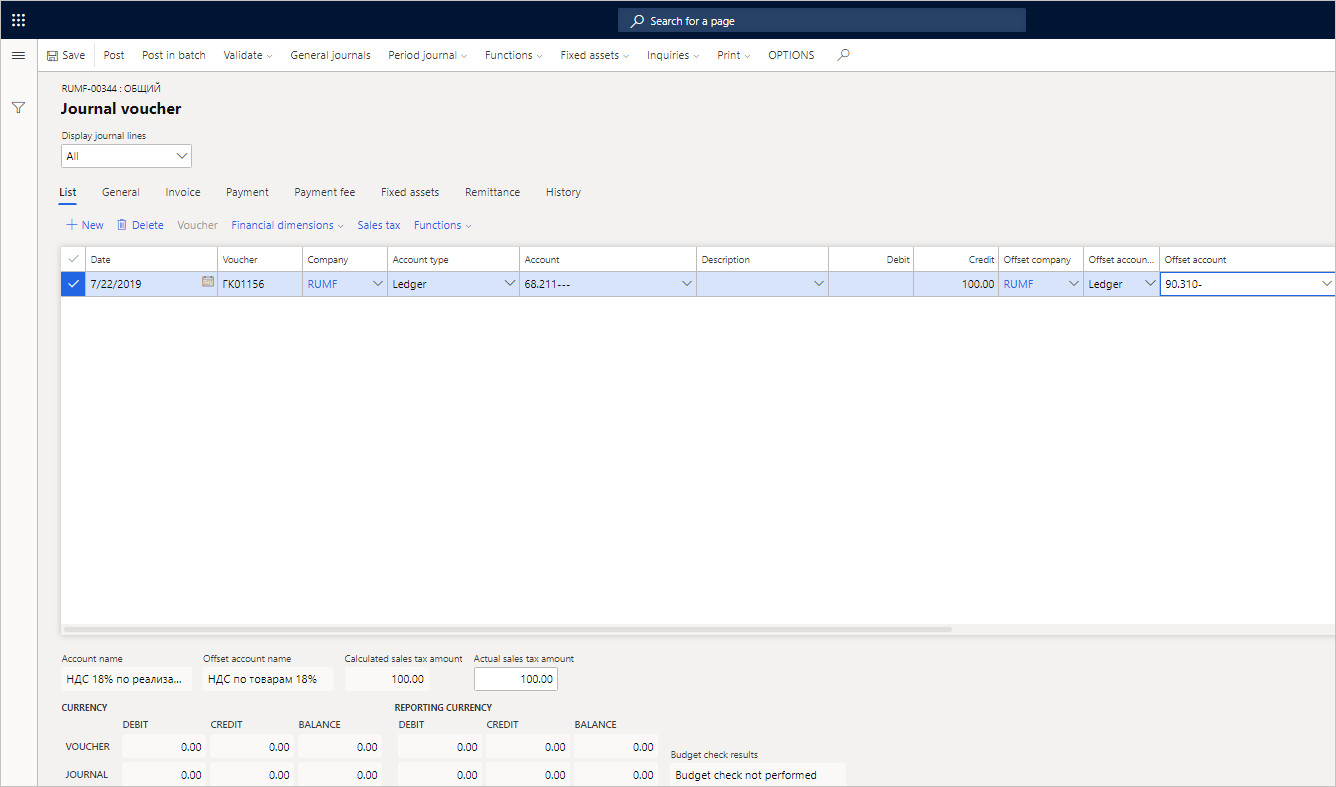 Search for a page
Save Post Post in batch Validate General journals Period journal Functions Fixed assets Inquiries Print OPTIONS
RUMF-00344 : ОБЩИЙ
Journal voucher
Display journal lines
All
List General Invoice Payment Payment fee Fixed assets Remittance History
New Delete Voucher Financial dimensions Sales tax Functions
Date Voucher Company Account type Account Description Debit Credit Offset company Offset accoun... Offset account
7/22/2019 ГК01156 RUMF Ledger 68.211--- 100.00 RUMF Ledger 90.310-
Account name Offset account name Calculated sales tax amount Actual sales tax amount
НДС 18% по реализа... НДС по товарам 18% 100.00 100.00
CURRENCY REPORTING CURRENCY
DEBIT CREDIT BALANCE DEBIT CREDIT BALANCE
VOUCHER 0.00 0.00 0.00 0.00 0.00 0.00
Budget check results
JOURNAL 0.00 0.00 0.00 0.00 0.00 0.00 Budget check not performed